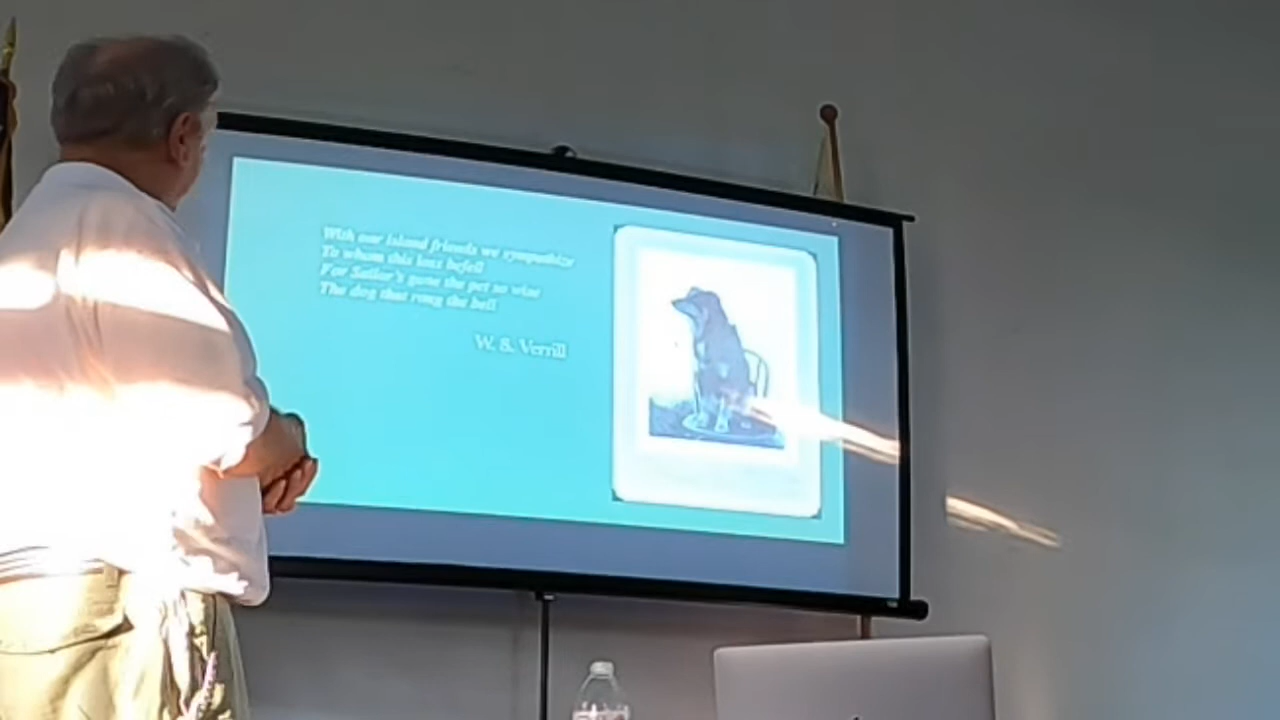 With our island friends we sympathize
To whom this loss befell
For Sailor's gone the pet so wise
The dog that rang the bell
W. S. Verrill